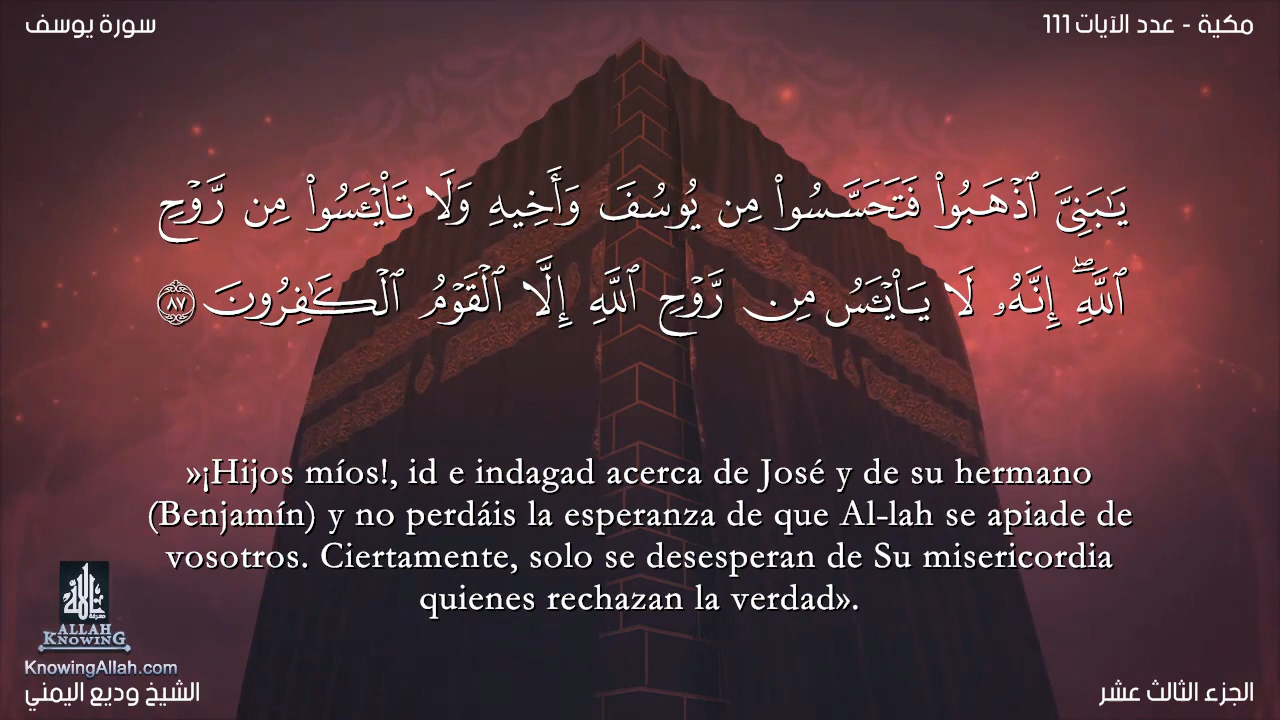 سورة يوسف
مكية - عدد الآيات 111
يَٰبَنِىَّ ٱذْهَبُوا۟ فَتَحَسَّسُوا۟ مِن يُوسُفَ وَأَخِيهِ وَلَا تَا۟يْـَٔسُوا۟ مِن رَّوْحِ
ٱللَّهِ ۖ إِنَّهُۥ لَا يَا۟يْـَٔسُ مِن رَّوْحِ ٱللَّهِ إِلَّا ٱلْقَوْمُ ٱلْكَٰفِرُونَ ٨٧
»¡Hijos míos!, id e indagad acerca de José y de su hermano
(Benjamín) y no perdáis la esperanza de que Al-lah se apiade de
vosotros. Ciertamente, solo se desesperan de Su misericordia
quienes rechazan la verdad».
ALLAH
KNOWING
KnowingAllah.com
الشيخ وديع اليمني
الجزء الثالث عشر